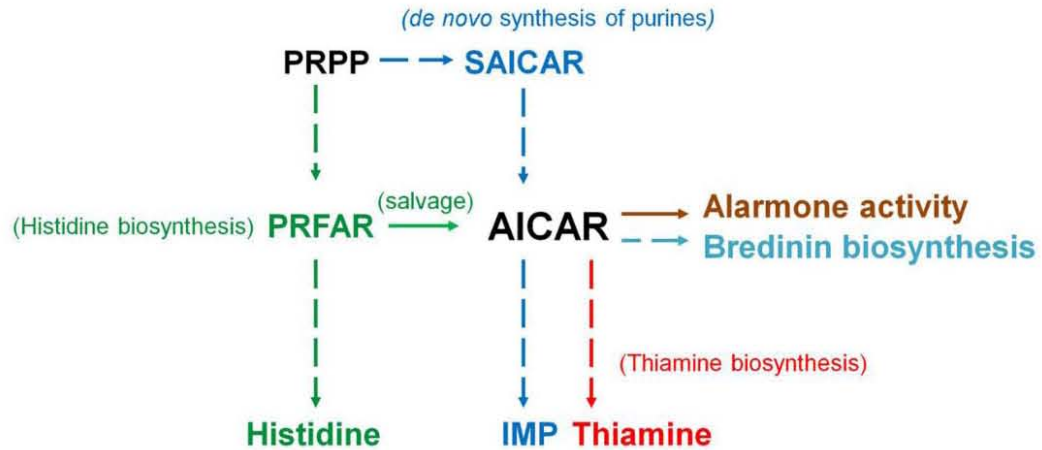 (de novo synthesis of purines)
PRPP SAICAR
(salvage)
(Histidine biosynthesis) PRFAR AICAR
Alarmone activity
Bredinin biosynthesis
(Thiamine biosynthesis)
Histidine IMP Thiamine